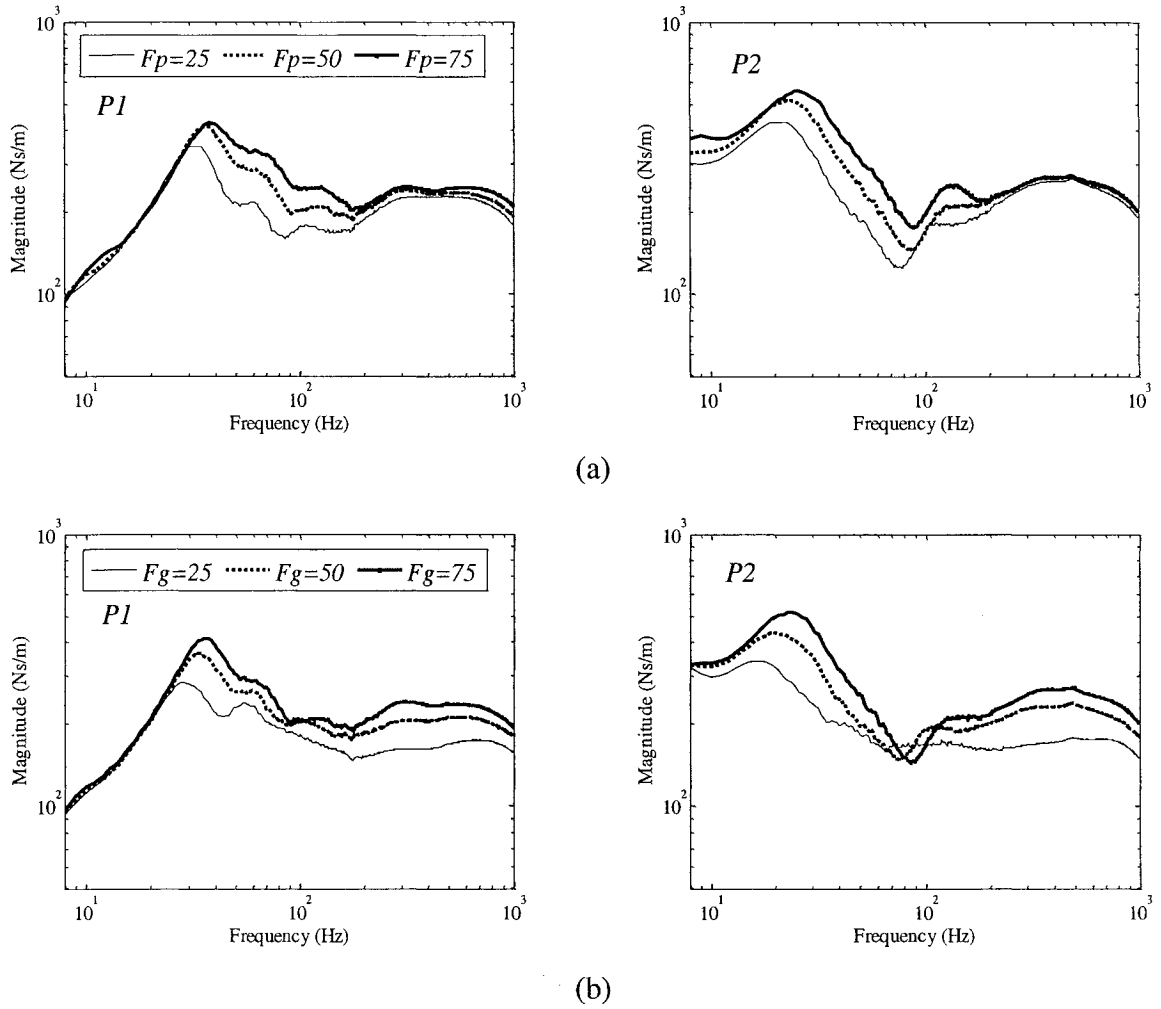 10³
Fp=25 Fp=50 Fp=75
P1
Magnitude (Ns/m)
10²
10¹ 10² 10³
Frequency (Hz)
10³
P2
Magnitude (Ns/m)
10²
10¹ 10² 10³
Frequency (Hz)
(a)
10³
Fg=25 Fg=50 Fg=75
P1
Magnitude (Ns/m)
10²
10¹ 10² 10³
Frequency (Hz)
10³
P2
Magnitude (Ns/m)
10²
10¹ 10² 10³
Frequency (Hz)
(b)